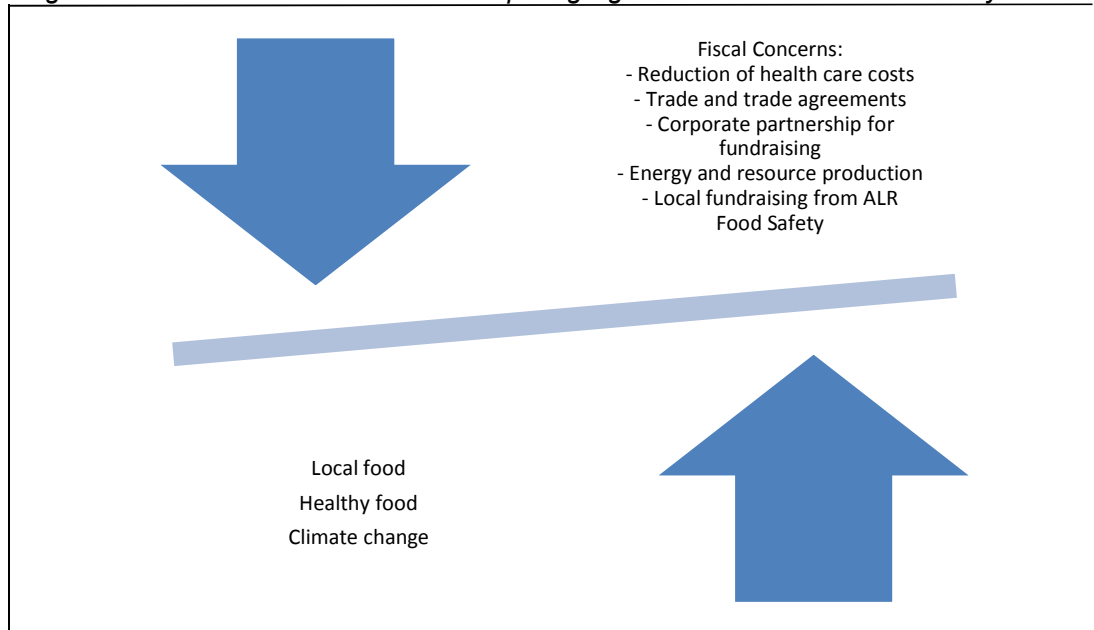 Fiscal Concerns:
- Reduction of health care costs
- Trade and trade agreements
- Corporate partnership for
fundraising
- Energy and resource production
- Local fundraising from ALR
Food Safety
Local food
Healthy food
Climate change